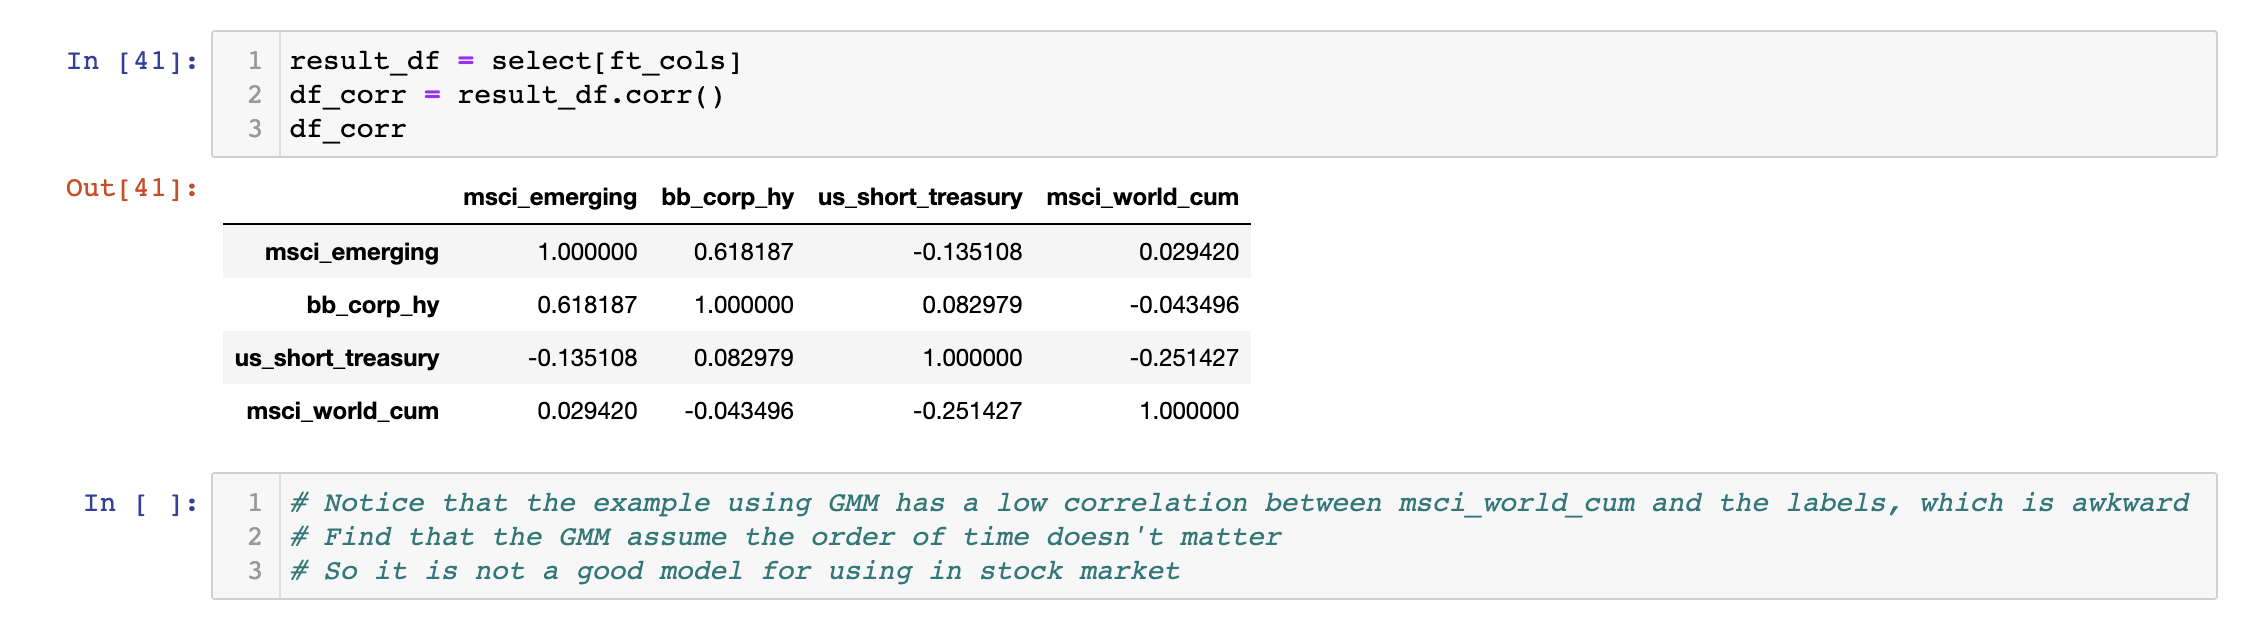 In [41]:
1 result_df = select[ft_cols]
2 df_corr = result_df.corr()
3 df_corr
Out[41]:
msci_emerging bb_corp_hy us_short_treasury msci_world_cum
msci_emerging 1.000000 0.618187 -0.135108 0.029420
bb_corp_hy 0.618187 1.000000 0.082979 -0.043496
us_short_treasury -0.135108 0.082979 1.000000 -0.251427
msci_world_cum 0.029420 -0.043496 -0.251427 1.000000
In [ ]:
1 # Notice that the example using GMM has a low correlation between msci_world_cum and the labels, which is awkward
2 # Find that the GMM assume the order of time doesn't matter
3 # So it is not a good model for using in stock market